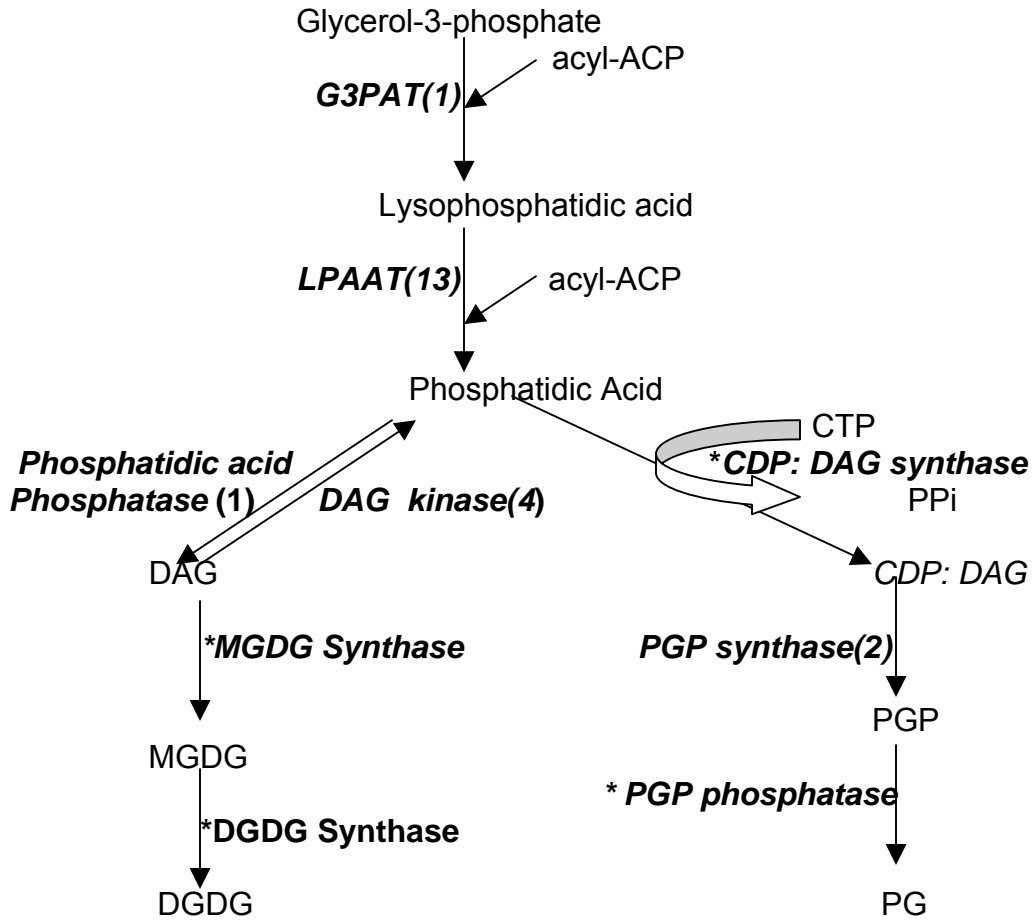 Glycerol-3-phosphate
acyl-ACP
G3PAT(1)
Lysophosphatidic acid
LPAAT(13)
acyl-ACP
Phosphatidic Acid
CTP
*CDP: DAG synthase
PPi
Phosphatidic acid
Phosphatase (1)
DAG kinase(4)
DAG
CDP: DAG
*MGDG Synthase
PGP synthase(2)
MGDG
PGP
*DGDG Synthase
* PGP phosphatase
DGDG
PG